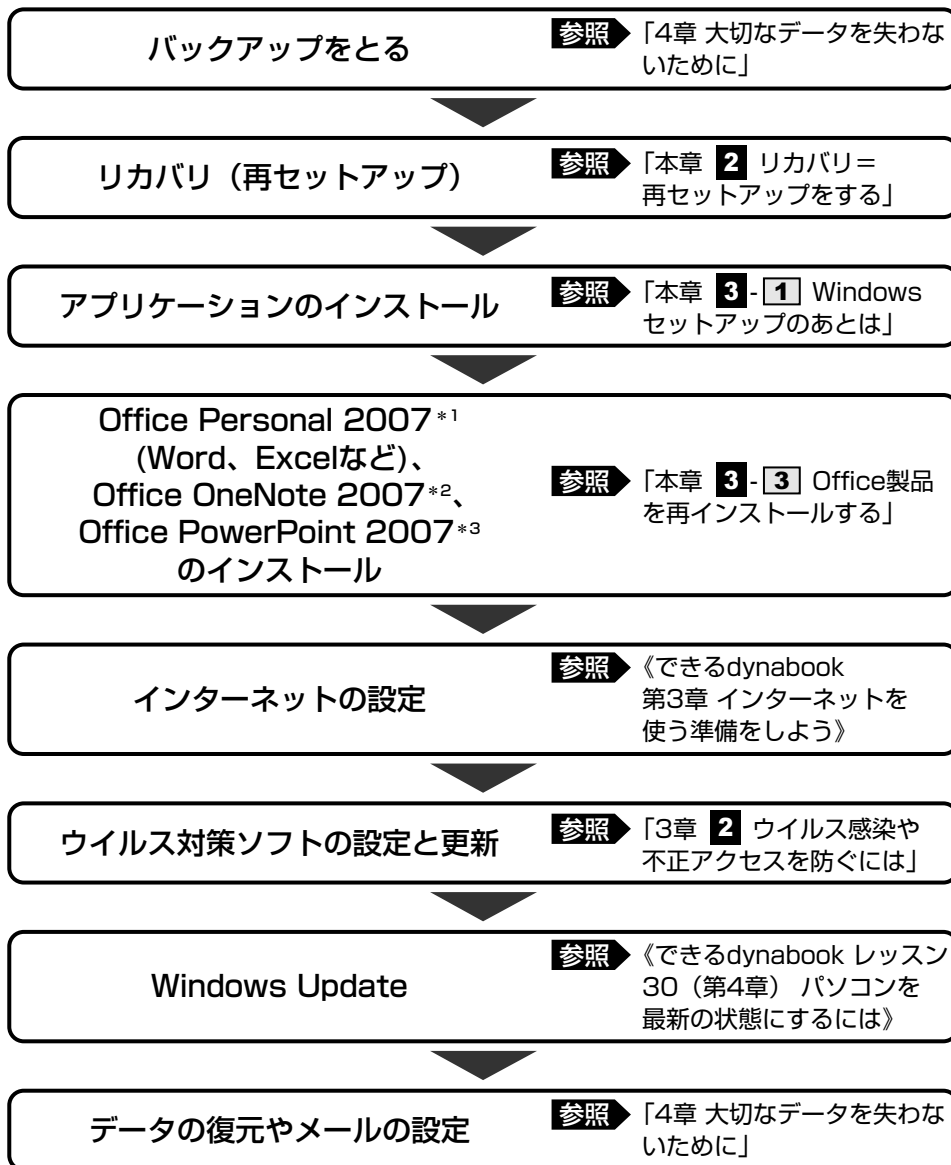 バックアップをとる
参照 「4章 大切なデータを失わな
いために」
リカバリ（再セットアップ）
参照 「本章 2 リカバリ＝
再セットアップをする」
アプリケーションのインストール
参照 「本章 3 - 1 Windows
セットアップのあとは」
Office Personal 2007*1
(Word、Excelなど)、
Office OneNote 2007*2、
Office PowerPoint 2007*3
のインストール
参照 「本章 3 - 3 Office製品
を再インストールする」
インターネットの設定
参照 《できるdynabook
第3章 インターネットを
使う準備をしよう》
ウイルス対策ソフトの設定と更新
参照 「3章 2 ウイルス感染や
不正アクセスを防ぐには」
Windows Update
参照 《できるdynabook レッスン
30（第4章） パソコンを
最新の状態にするには》
データの復元やメールの設定
参照 「4章 大切なデータを失わな
いために」